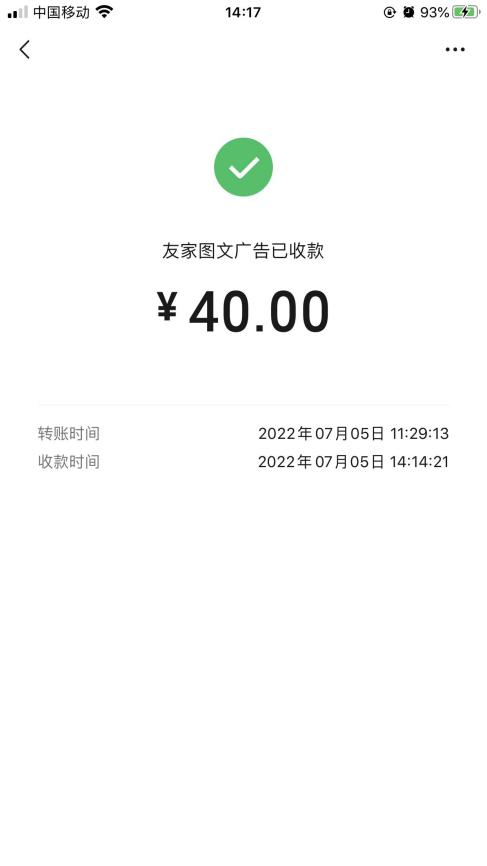 中国移动 14:17 93%
友家图文广告已收款
¥ 40.00
转账时间 2022年07月05日 11:29:13
收款时间 2022年07月05日 14:14:21